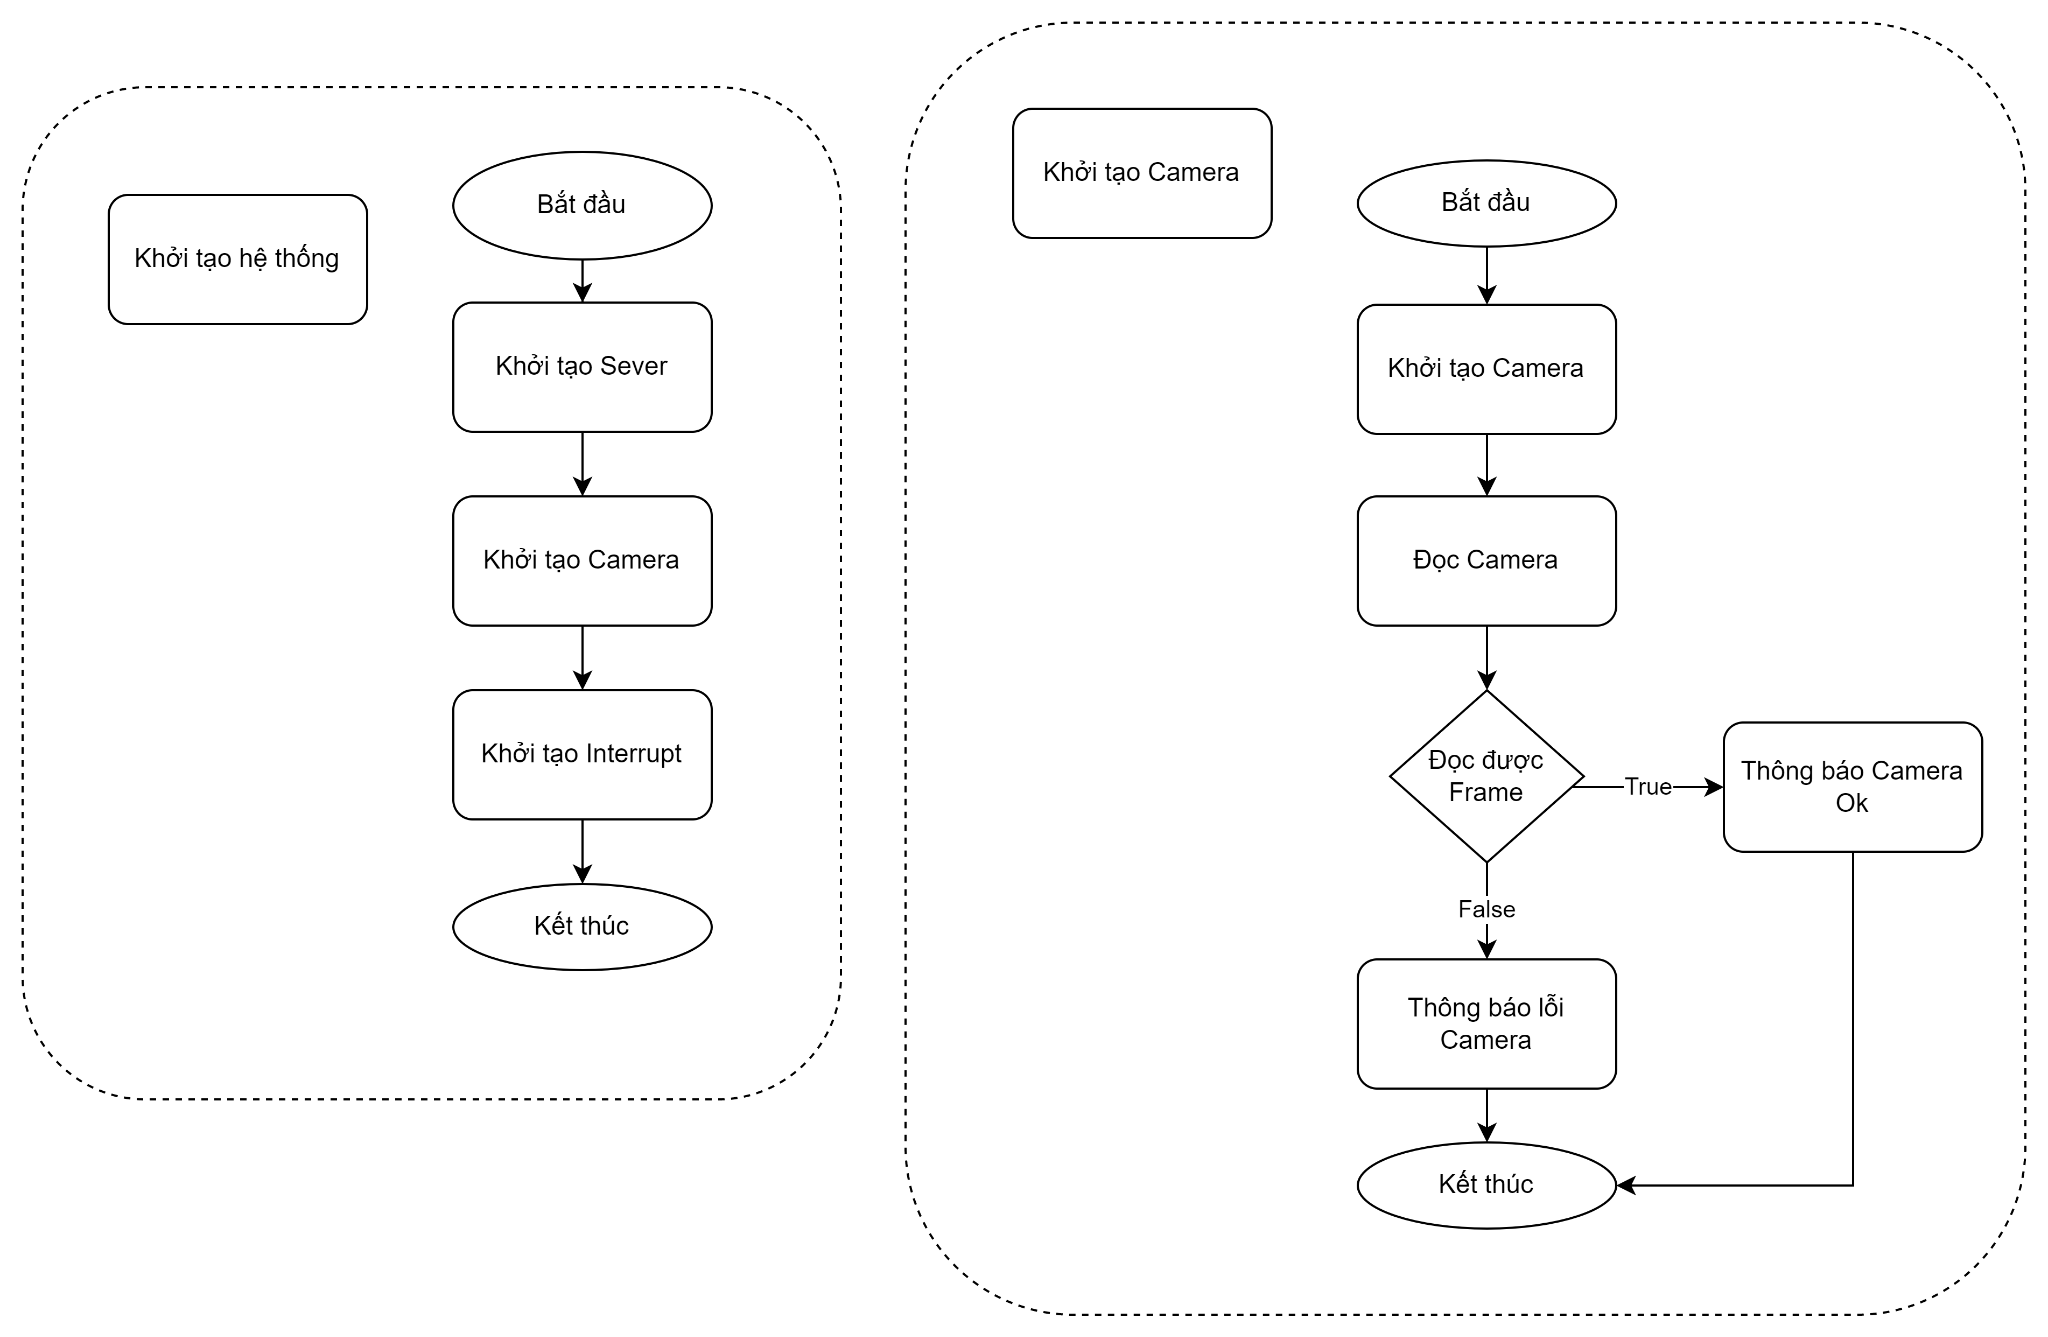 Khởi tạo hệ thống
Bắt đầu
Khởi tạo Sever
Khởi tạo Camera
Khởi tạo Interrupt
Kết thúc
Khởi tạo Camera
Bắt đầu
Khởi tạo Camera
Đọc Camera
Đọc được
Frame
True
Thông báo Camera
Ok
False
Thông báo lỗi
Camera
Kết thúc